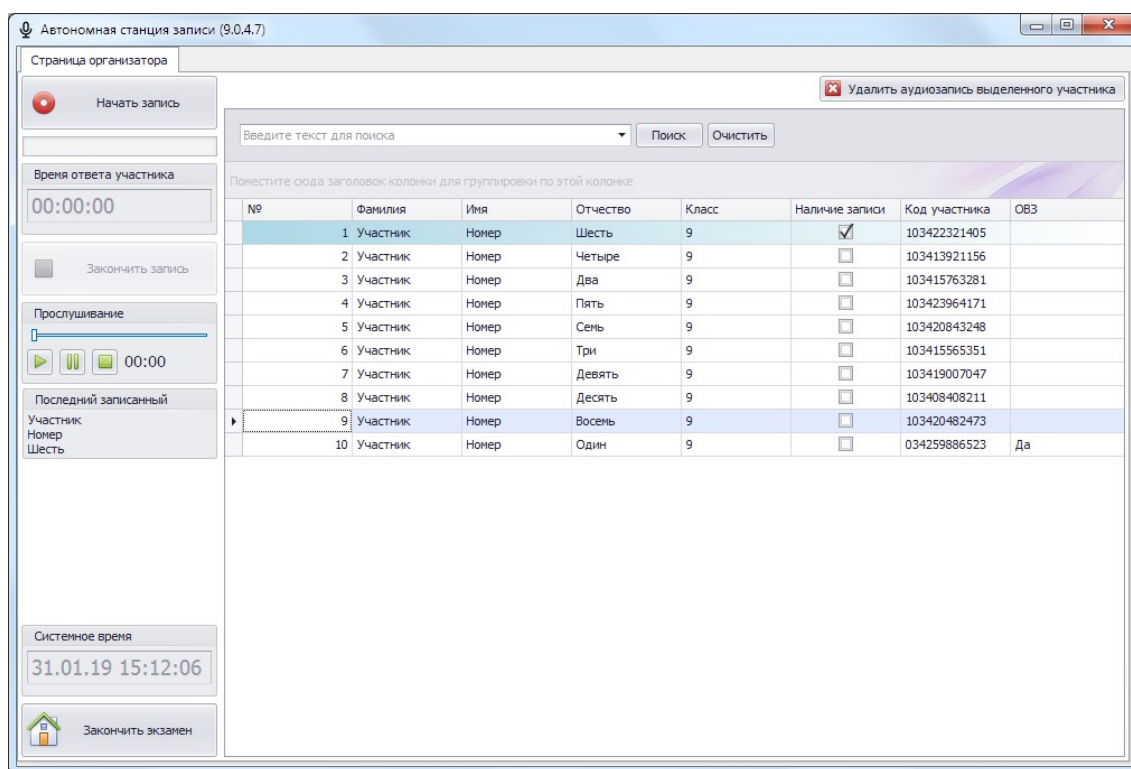 Автономная станция записи (9.0.4.7)
Страница организатора
Начать запись
Удалить аудиозапись выделенного участника
Введите текст для поиска Поиск Очистить
Время ответа участника
00:00:00
Поместите сюда заголовок колонки для группировки по этой колонке
№ Фамилия Имя Отчество Класс Наличие записи Код участника ОВЗ
1 Участник Номер Шесть 9 103422321405
2 Участник Номер Четыре 9 103413921156
3 Участник Номер Два 9 103415763281
4 Участник Номер Пять 9 103423964171
5 Участник Номер Семь 9 103420843248
6 Участник Номер Три 9 103415565351
7 Участник Номер Девять 9 103419007047
8 Участник Номер Десять 9 103408408211
9 Участник Номер Восемь 9 103420482473
10 Участник Номер Один 9 034259886523 Да
Закончить запись
Прослушивание
00:00
Последний записанный
Участник
Номер
Шесть
Системное время
31.01.19 15:12:06
Закончить экзамен